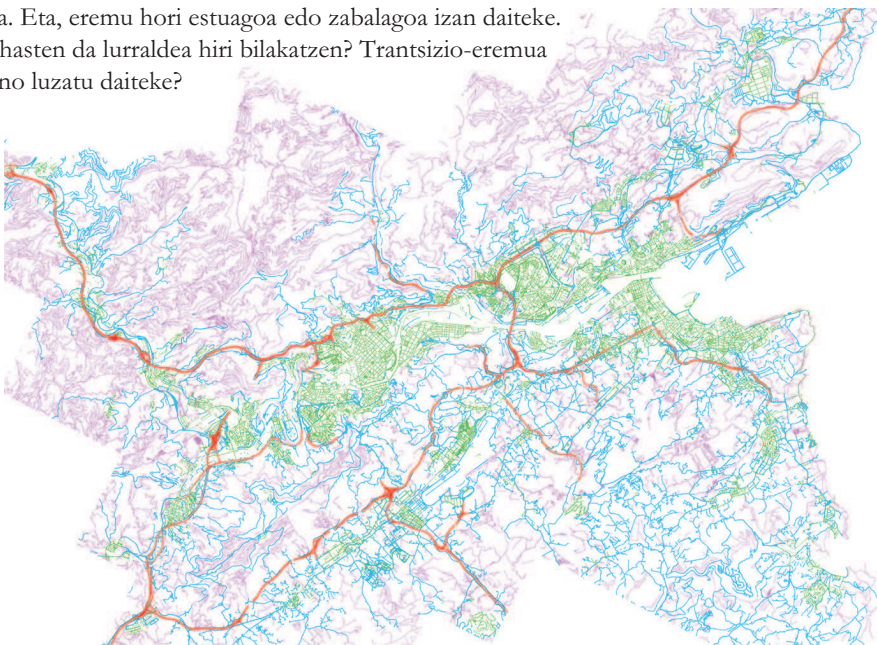 a. Eta, eremu hori estuagoa edo zabalagoa izan daiteke.
hasten da lurraldea hiri bilakatzen? Trantsizio-eremua
no luzatu daiteke?